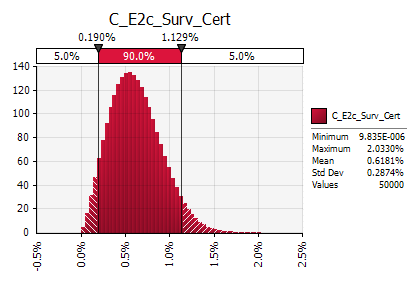 C_E2c_Surv_Cert
0.190% 1.129%
5.0% 90.0% 5.0%
140
120
100
80
60
40
20
0
-0.5% 0.0% 0.5% 1.0% 1.5% 2.0% 2.5%
C_E2c_Surv_Cert
Minimum 9.835E-006
Maximum 2.0330%
Mean 0.6181%
Std Dev 0.2874%
Values 50000